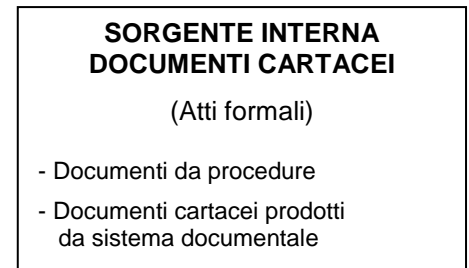 SORGENTE INTERNA
DOCUMENTI CARTACEI
(Atti formali)
- Documenti da procedure
- Documenti cartacei prodotti
da sistema documentale